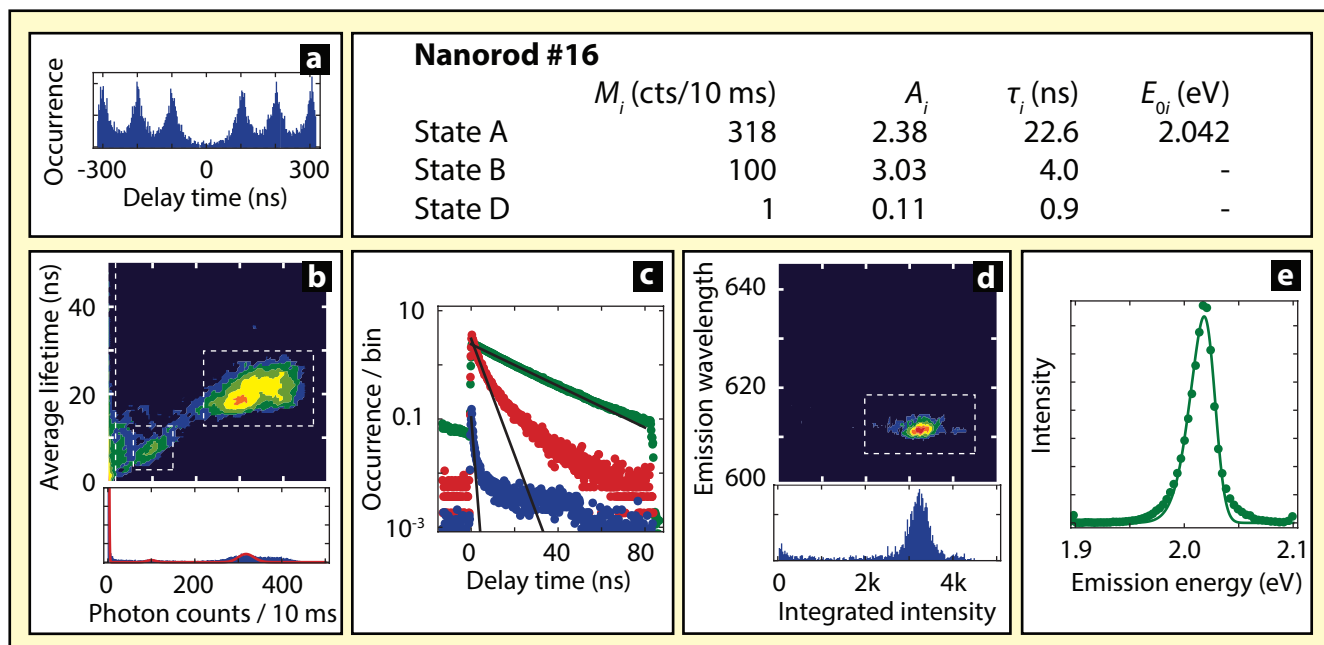 a
Occurrence
-300 0 300
Delay time (ns)
Nanorod #16
M_i (cts/10 ms) A_i τ_i (ns) E_0i (eV)
State A 318 2.38 22.6 2.042
State B 100 3.03 4.0 -
State D 1 0.11 0.9 -
b
Average lifetime (ns)
40
20
0
0 200 400
Photon counts / 10 ms
c
Occurrence / bin
10
0.1
10-3
0 40 80
Delay time (ns)
d
Emission wavelength
640
620
600
0 2k 4k
Integrated intensity
e
Intensity
1.9 2.0 2.1
Emission energy (eV)